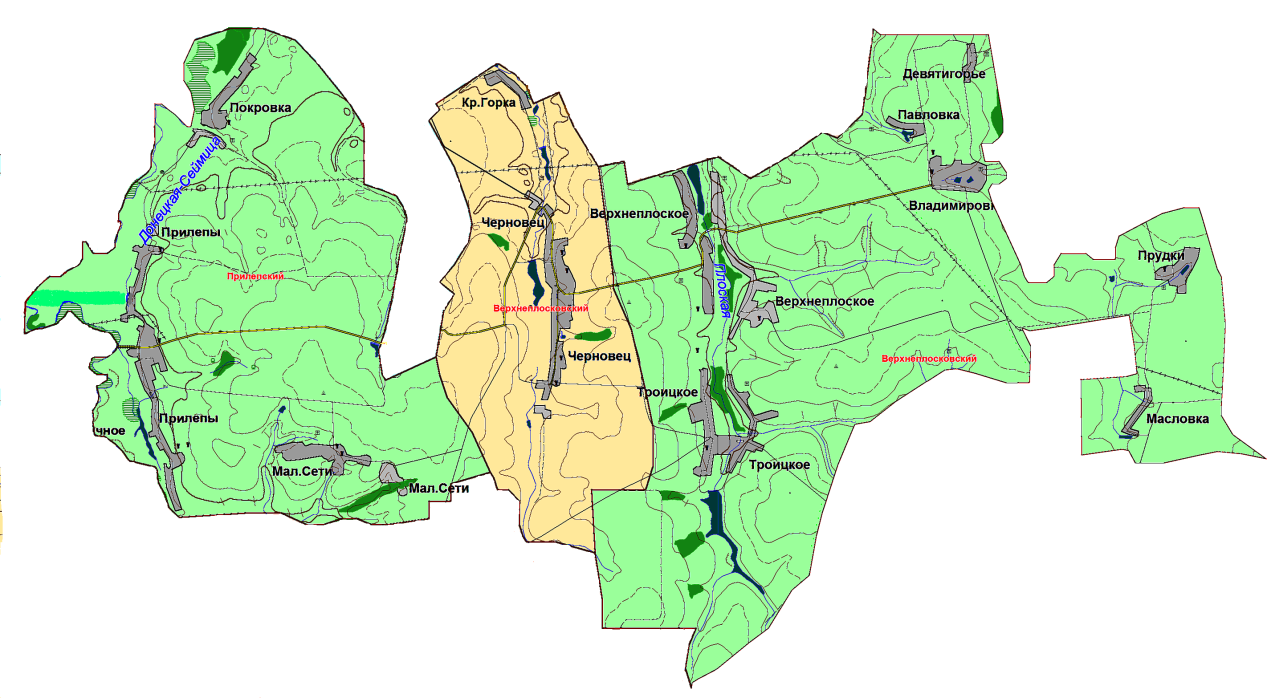 Девятигорье
Покровка
Кр.Горка
Павловка
Донецкая-Сеймица
Владимировк
Верхнеплоское
Черновец
Прилепы
Прудки
Прилепский
Плоская
Верхнеплоское
Верхнеплосковский
Черновец
Верхнеплосковский
Троицкое
Прилепы
Масловка
чное
Троицкое
Мал.Сети
Мал.Сети